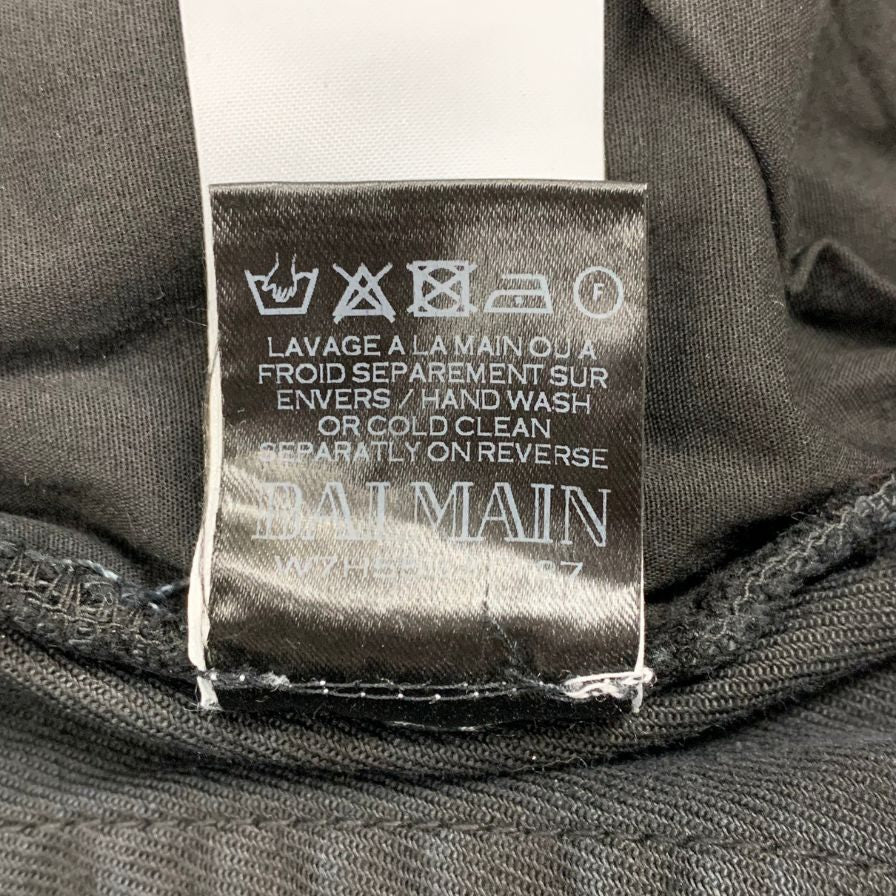 F
LAVAGE A LA MAIN OU A
FROID SEPAREMENT SUR
ENVERS / HAND WASH
OR COLD CLEAN
SEPARATLY ON REVERSE
BALMAIN